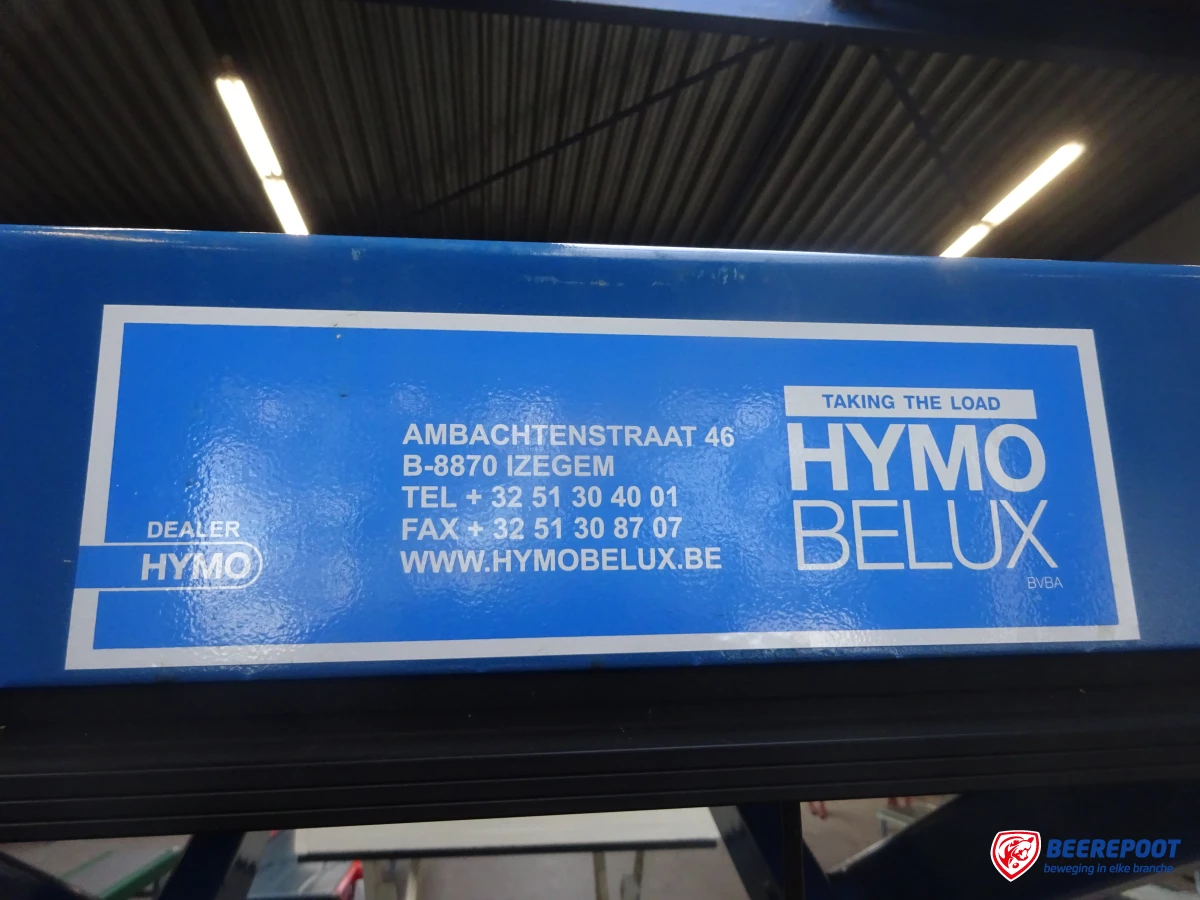 DEALER
HYMO
AMBACHTENSTRAAT 46
B-8870 IZEGEM
TEL + 32 51 30 40 01
FAX + 32 51 30 87 07
WWW.HYMOBELUX.BE
TAKING THE LOAD
HYMO
BELUX
BVBA
BEEREPOOT
beweging in elke branche